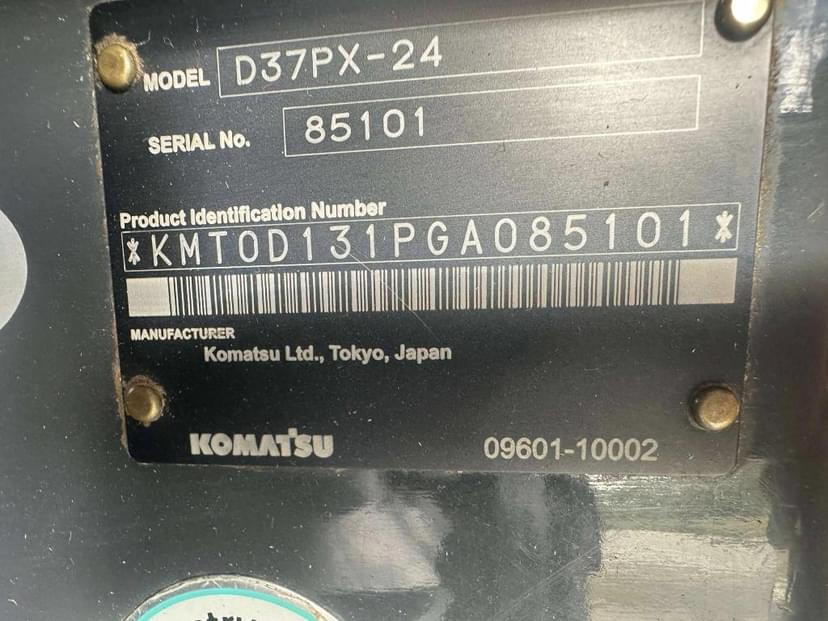 MODEL D37PX-24
SERIAL No. 85101
Product Identification Number
*KMT0D131PGA085101*
MANUFACTURER
Komatsu Ltd., Tokyo, Japan
KOMATSU 09601-10002